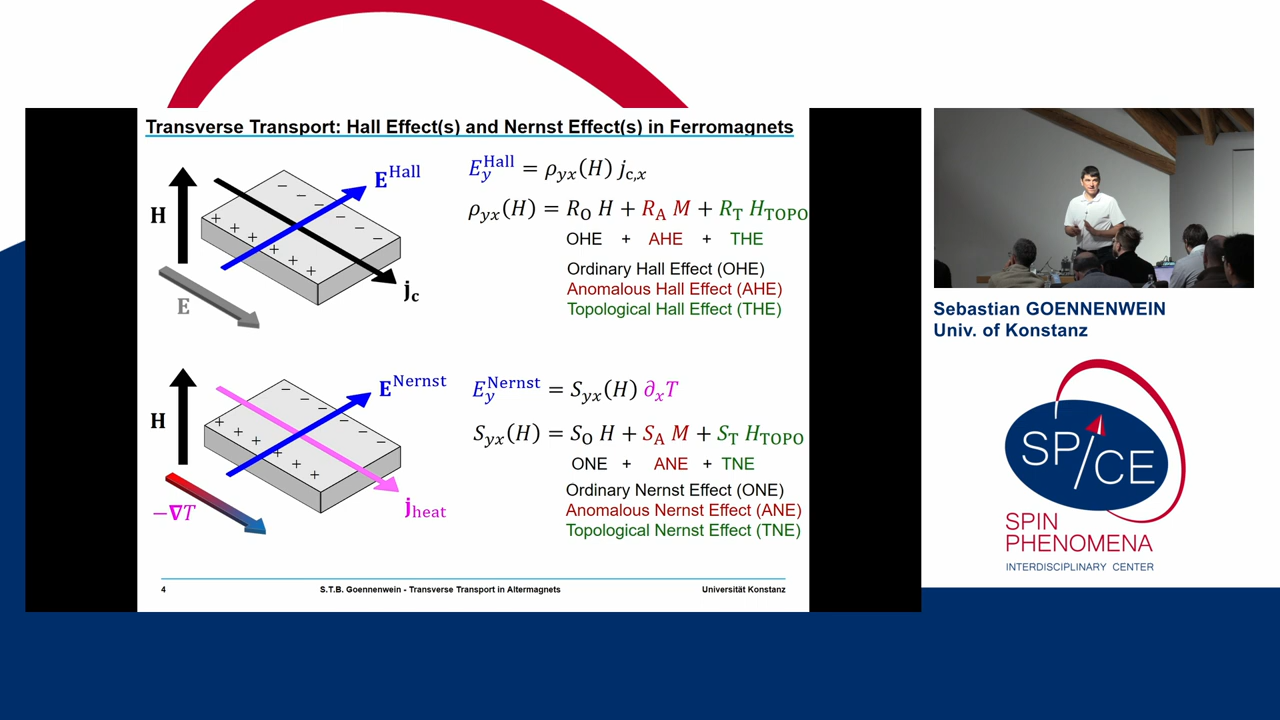 Transverse Transport: Hall Effect(s) and Nernst Effect(s) in Ferromagnets
H
E
E^Hall
j_c
+ + + + + +
− − − − − −
E_y^Hall = ρ_yx(H) j_c,x
ρ_yx(H) = R_O H + R_A M + R_T H_TOPO
OHE + AHE + THE
Ordinary Hall Effect (OHE)
Anomalous Hall Effect (AHE)
Topological Hall Effect (THE)
H
−∇T
E^Nernst
j_heat
+ + + + + +
− − − − − −
E_y^Nernst = S_yx(H) ∂_xT
S_yx(H) = S_O H + S_A M + S_T H_TOPO
ONE + ANE + TNE
Ordinary Nernst Effect (ONE)
Anomalous Nernst Effect (ANE)
Topological Nernst Effect (TNE)
4
S.T.B. Goennenwein - Transverse Transport in Altermagnets
Universität Konstanz
Sebastian GOENNENWEIN
Univ. of Konstanz
SPICE
SPIN
PHENOMENA
INTERDISCIPLINARY CENTER